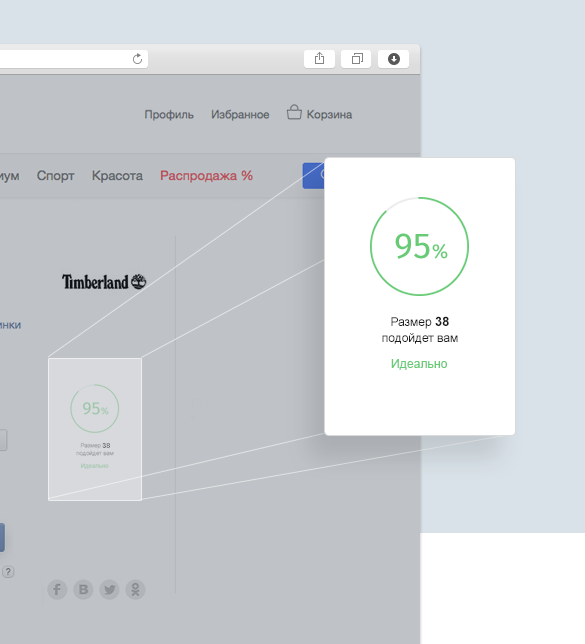 Профиль Избранное Корзина
иум Спорт Красота Распродажа %
Timberland
инки
95%
Размер 38
подойдет вам
Идеально
95%
Размер 38
подойдет вам
Идеально
?